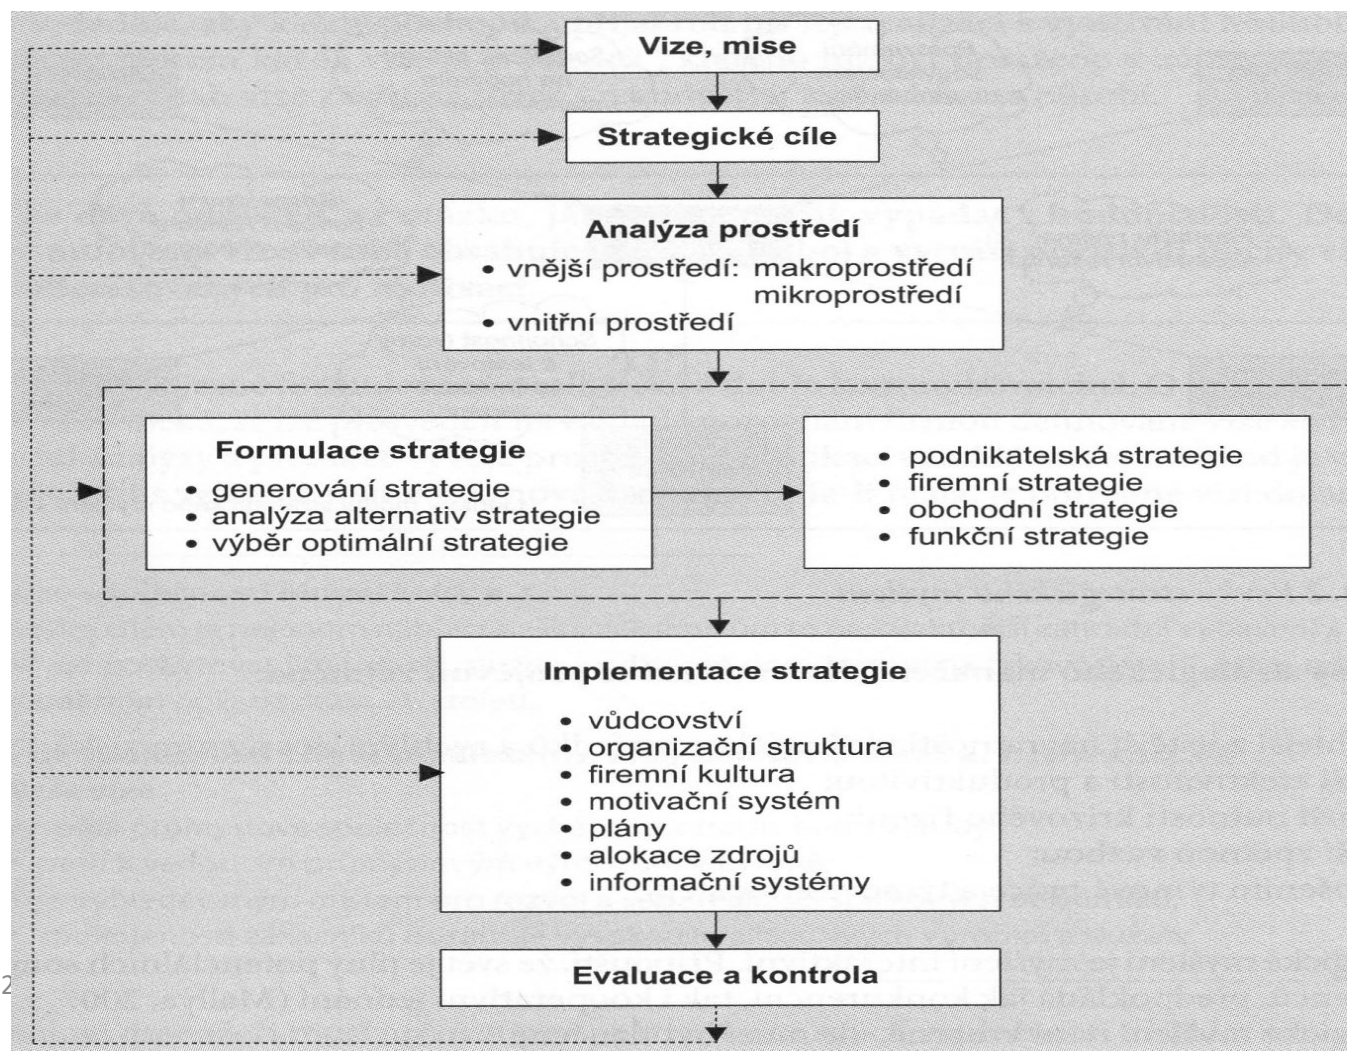 Vize, mise
Strategické cíle
Analýza prostředí
• vnější prostředí: makroprostředí
mikroprostředí
• vnitřní prostředí
Formulace strategie
• generování strategie
• analýza alternativ strategie
• výběr optimální strategie
• podnikatelská strategie
• firemní strategie
• obchodní strategie
• funkční strategie
Implementace strategie
• vůdcovství
• organizační struktura
• firemní kultura
• motivační systém
• plány
• alokace zdrojů
• informační systémy
Evaluace a kontrola
2